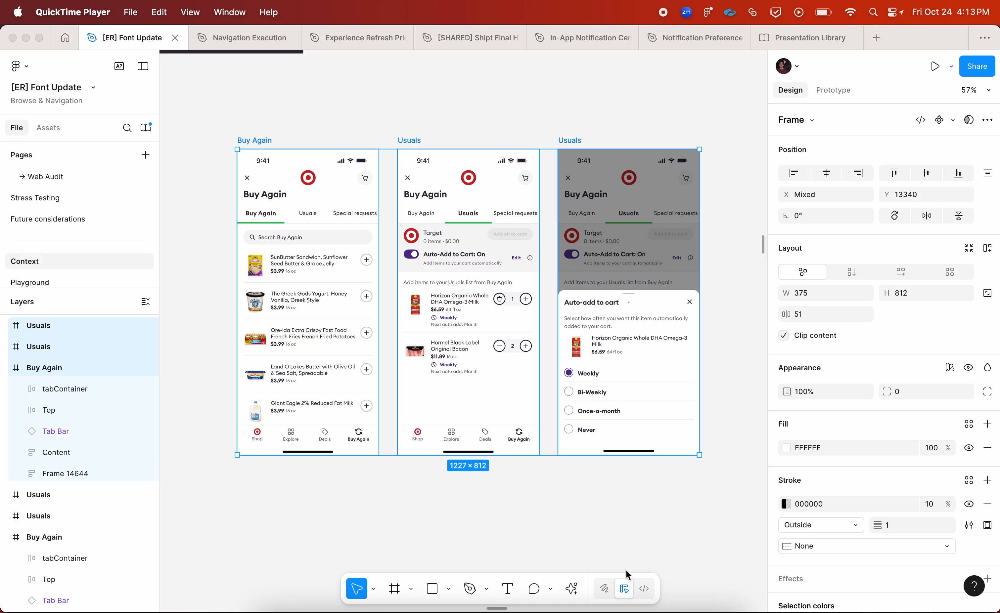 QuickTime Player File Edit View Window Help
zm Fri Oct 24 4:13 PM
[ER] Font Update
Navigation Execution
Experience Refresh Pri
[SHARED] Shipt Final H
In-App Notification Cen
Notification Preference
Presentation Library
A?
[ER] Font Update
Browse & Navigation
File Assets
Pages
→ Web Audit
Stress Testing
Future considerations
Context
Playground
Layers
Usuals
Usuals
Buy Again
tabContainer
Top
Tab Bar
Content
Frame 14644
Usuals
Usuals
Buy Again
tabContainer
Top
Tab Bar
Buy Again
9:41
Buy Again
Buy Again Usuals Special requests
Search Buy Again
SunButter Sandwich, Sunflower
Seed Butter & Grape Jelly
$3.99 16 oz
The Greek Gods Yogurt, Honey
Vanilla, Greek Style
$3.99 16 oz
Ore-Ida Extra Crispy Fast Food
French Fries French Fried Potatoes
$3.99 16 oz
Land O Lakes Butter with Olive Oil
& Sea Salt, Spreadable
$3.99 16 oz
Giant Eagle 2% Reduced Fat Milk
$3.99 16 oz
Shop Explore Deals Buy Again
Usuals
9:41
Buy Again
Buy Again Usuals Special requests
Target
0 items · $0.00
Add all to cart
Auto-Add to Cart: On
Add items to your cart automatically
Edit
Add items to your Usuals list from Buy Again
Horizon Organic Whole
DHA Omega-3 Milk
$6.59 64 fl oz
Weekly
Next auto add: Mar 31
1
Hormel Black Label
Original Bacon
$11.89 16 oz
Weekly
Next auto add: Mar 31
2
Shop Explore Deals Buy Again
1227 × 812
Usuals
9:41
Buy Again
Buy Again Usuals Special requests
Target
0 items · $0.00
Add all to cart
Auto-Add to Cart: On
Add items to your cart automatically
Edit
Add items to your Usuals list from Buy Again
Auto-add to cart
Select how often you want this item automatically
added to your cart.
Horizon Organic Whole DHA Omega-3
Milk
$6.59 64 fl oz
Weekly
Bi-Weekly
Once-a-month
Never
Share
Design Prototype 57%
Frame
Position
X Mixed Y 13340
0°
Layout
W 375 H 812
51
Clip content
Appearance
100% 0
Fill
FFFFFF 100 %
Stroke
000000 10 %
Outside 1
None
Effects
?
Selection colors